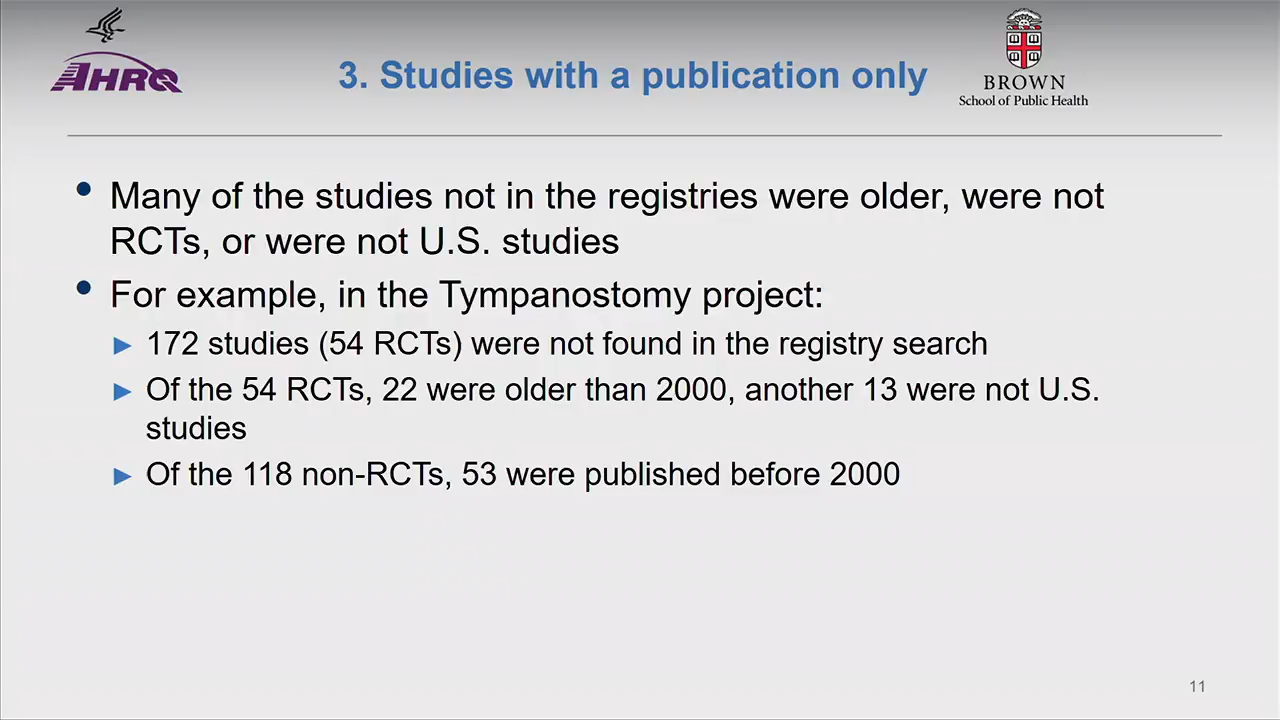 AHRQ
3. Studies with a publication only
BROWN
School of Public Health
• Many of the studies not in the registries were older, were not
RCTs, or were not U.S. studies
• For example, in the Tympanostomy project:
► 172 studies (54 RCTs) were not found in the registry search
► Of the 54 RCTs, 22 were older than 2000, another 13 were not U.S.
studies
► Of the 118 non-RCTs, 53 were published before 2000
11